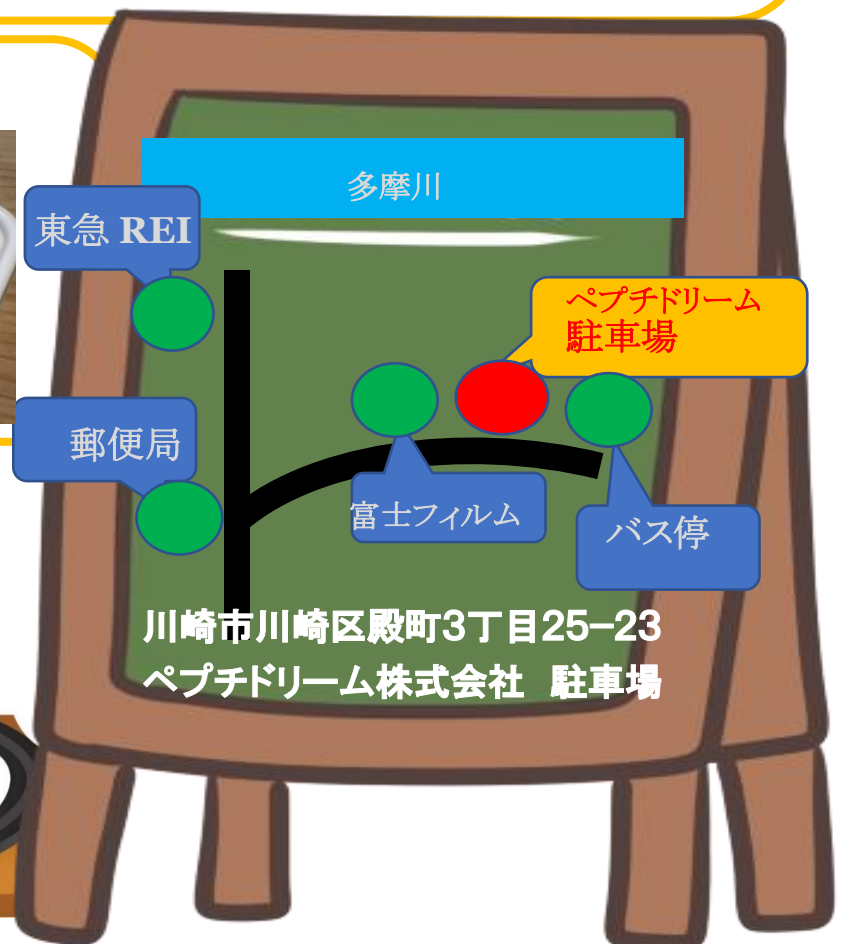 多摩川
東急 REI
ペプチドリーム
駐車場
郵便局
富士フィルム
バス停
川崎市川崎区殿町3丁目25−23
ペプチドリーム株式会社　駐車場